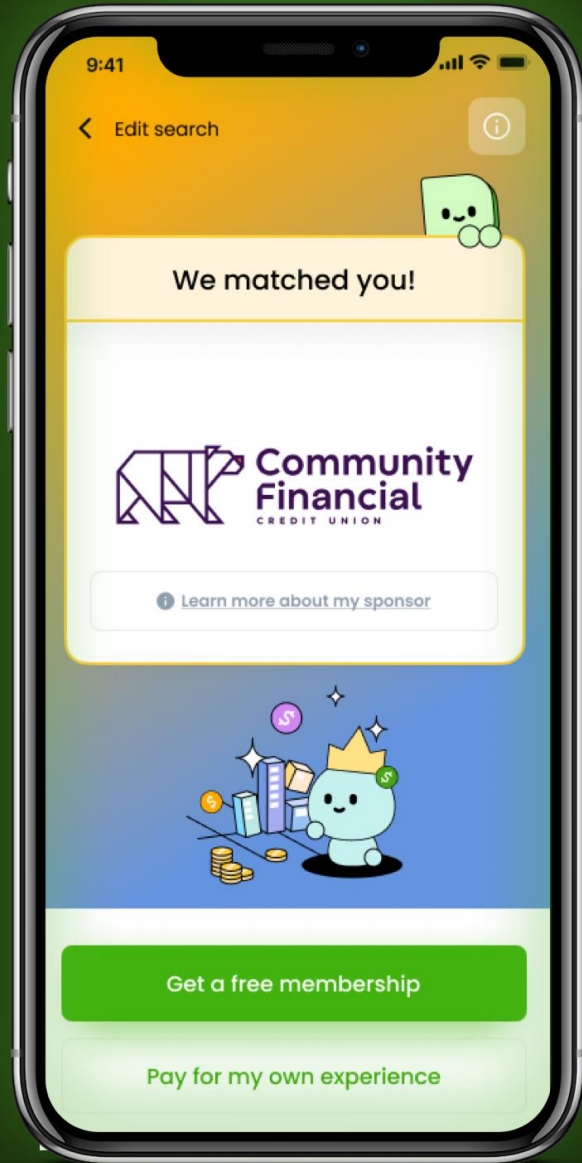 9:41
Edit search
We matched you!
Community
Financial
CREDIT UNION
Learn more about my sponsor
Get a free membership
Pay for my own experience